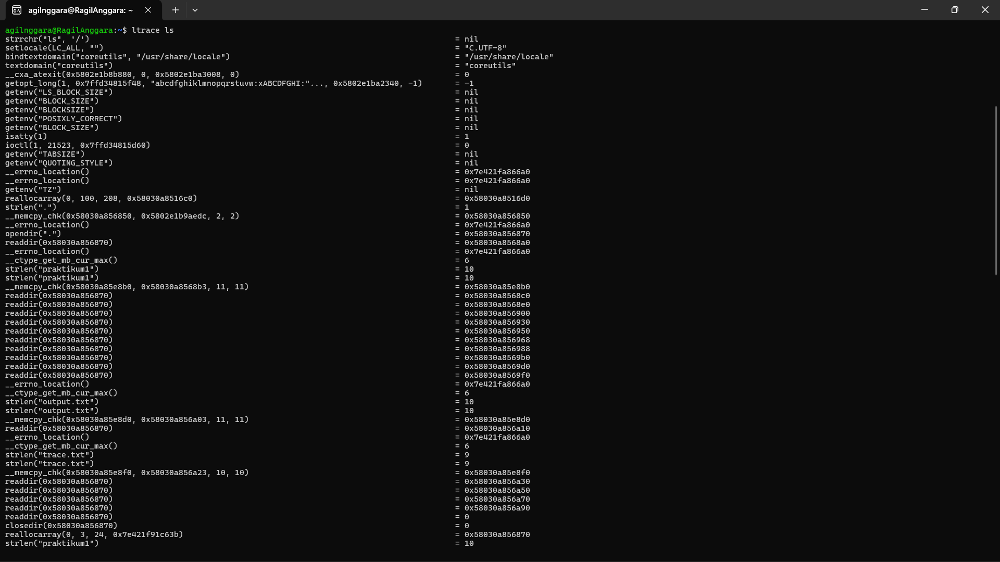 agilnggara@RagilAnggara: ~
agilnggara@RagilAnggara:~$ ltrace ls
strrchr("ls", '/') = nil
setlocale(LC_ALL, "") = "C.UTF-8"
bindtextdomain("coreutils", "/usr/share/locale") = "/usr/share/locale"
textdomain("coreutils") = "coreutils"
__cxa_atexit(0x5802e1b8b880, 0, 0x5802e1ba3008, 0) = 0
getopt_long(1, 0x7ffd34815f48, "abcdfghiklmnopqrstuvw:xABCDFGHI:"..., 0x5802e1ba2340, -1) = -1
getenv("LS_BLOCK_SIZE") = nil
getenv("BLOCK_SIZE") = nil
getenv("BLOCKSIZE") = nil
getenv("POSIXLY_CORRECT") = nil
getenv("BLOCK_SIZE") = nil
isatty(1) = 1
ioctl(1, 21523, 0x7ffd34815d60) = 0
getenv("TABSIZE") = nil
getenv("QUOTING_STYLE") = nil
__errno_location() = 0x7e421fa866a0
__errno_location() = 0x7e421fa866a0
getenv("TZ") = nil
reallocarray(0, 100, 208, 0x58030a8516c0) = 0x58030a8516d0
strlen(".") = 1
__memcpy_chk(0x58030a856850, 0x5802e1b9aedc, 2, 2) = 0x58030a856850
__errno_location() = 0x7e421fa866a0
opendir(".") = 0x58030a856870
readdir(0x58030a856870) = 0x58030a8568a0
__errno_location() = 0x7e421fa866a0
__ctype_get_mb_cur_max() = 6
strlen("praktikum1") = 10
strlen("praktikum1") = 10
__memcpy_chk(0x58030a85e8b0, 0x58030a8568b3, 11, 11) = 0x58030a85e8b0
readdir(0x58030a856870) = 0x58030a8568c0
readdir(0x58030a856870) = 0x58030a8568e0
readdir(0x58030a856870) = 0x58030a856900
readdir(0x58030a856870) = 0x58030a856930
readdir(0x58030a856870) = 0x58030a856950
readdir(0x58030a856870) = 0x58030a856968
readdir(0x58030a856870) = 0x58030a856988
readdir(0x58030a856870) = 0x58030a8569b0
readdir(0x58030a856870) = 0x58030a8569d0
readdir(0x58030a856870) = 0x58030a8569f0
__errno_location() = 0x7e421fa866a0
__ctype_get_mb_cur_max() = 6
strlen("output.txt") = 10
strlen("output.txt") = 10
__memcpy_chk(0x58030a85e8d0, 0x58030a856a03, 11, 11) = 0x58030a85e8d0
readdir(0x58030a856870) = 0x58030a856a10
__errno_location() = 0x7e421fa866a0
__ctype_get_mb_cur_max() = 6
strlen("trace.txt") = 9
strlen("trace.txt") = 9
__memcpy_chk(0x58030a85e8f0, 0x58030a856a23, 10, 10) = 0x58030a85e8f0
readdir(0x58030a856870) = 0x58030a856a30
readdir(0x58030a856870) = 0x58030a856a50
readdir(0x58030a856870) = 0x58030a856a70
readdir(0x58030a856870) = 0x58030a856a90
readdir(0x58030a856870) = 0
closedir(0x58030a856870) = 0
reallocarray(0, 3, 24, 0x7e421f91c63b) = 0x58030a856870
strlen("praktikum1") = 10